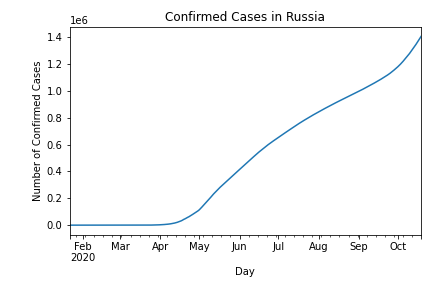 Confirmed Cases in Russia
1e6
1.4
1.2
1.0
0.8
0.6
0.4
0.2
0.0
Number of Confirmed Cases
Feb Mar Apr May Jun Jul Aug Sep Oct
2020
Day